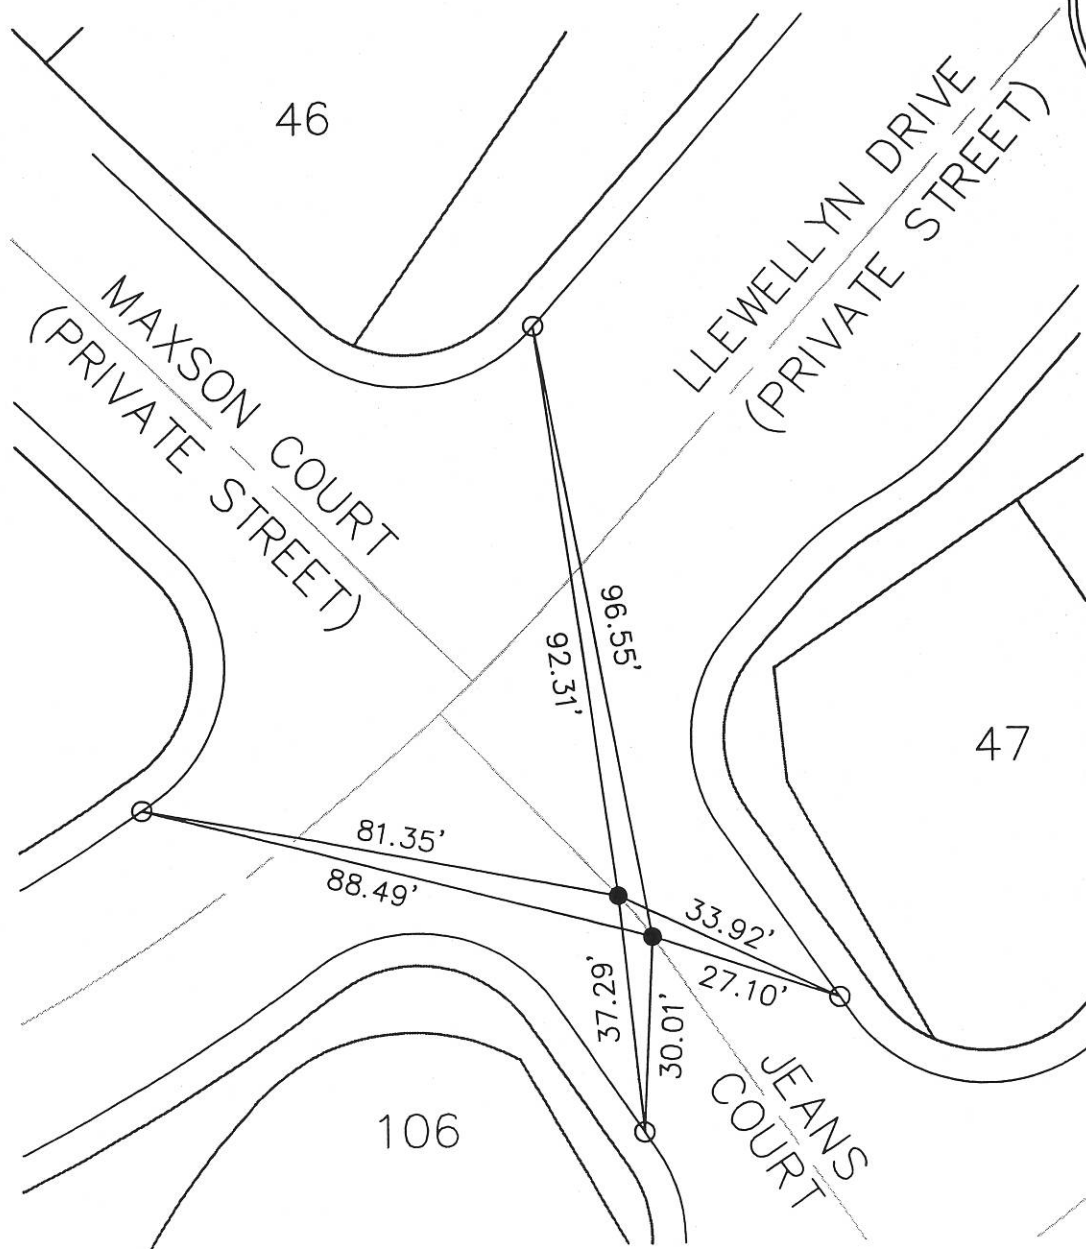 46
LLEWELLYN DRIVE
(PRIVATE STREET)
MAXSON COURT
(PRIVATE STREET)
96.55'
92.31'
47
81.35'
88.49'
33.92'
27.10'
37.29'
30.01'
JEANS
COURT
106